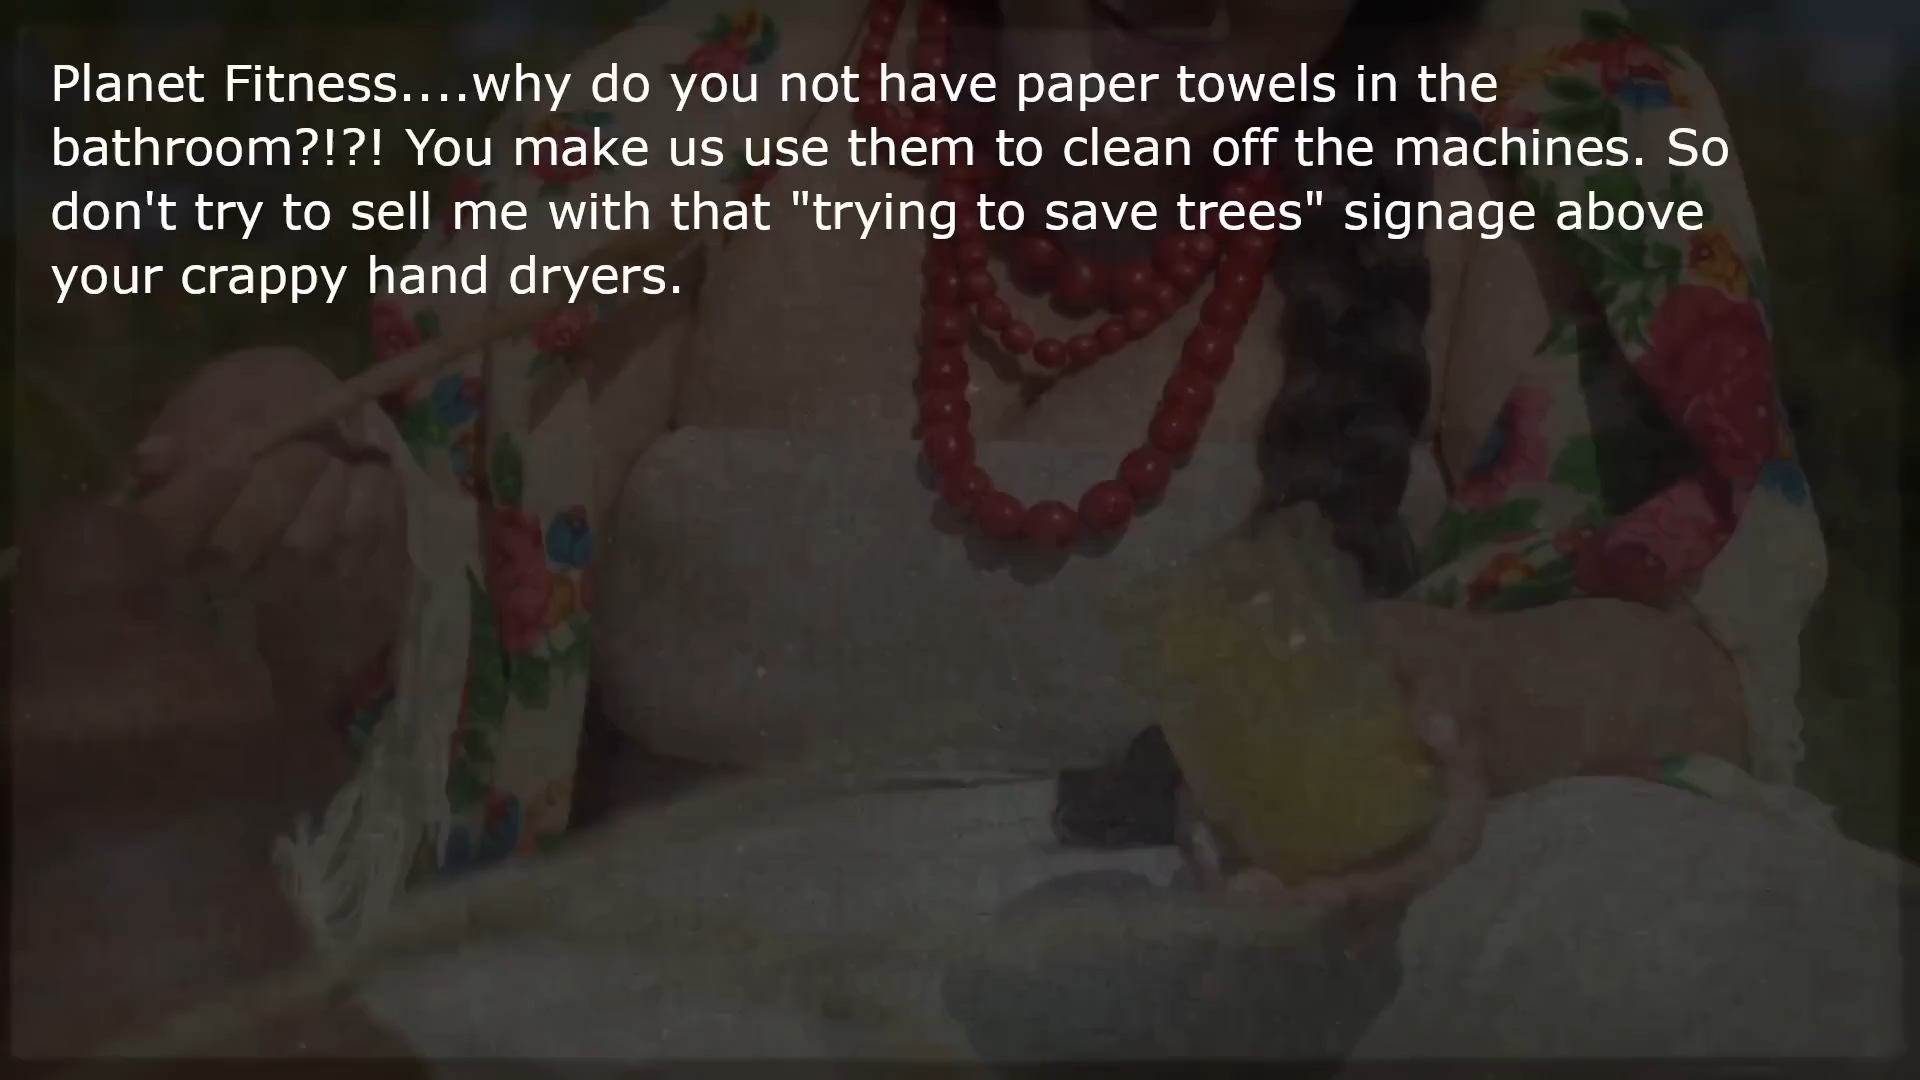 Planet Fitness....why do you not have paper towels in the
bathroom?!?! You make us use them to clean off the machines. So
don't try to sell me with that "trying to save trees" signage above
your crappy hand dryers.